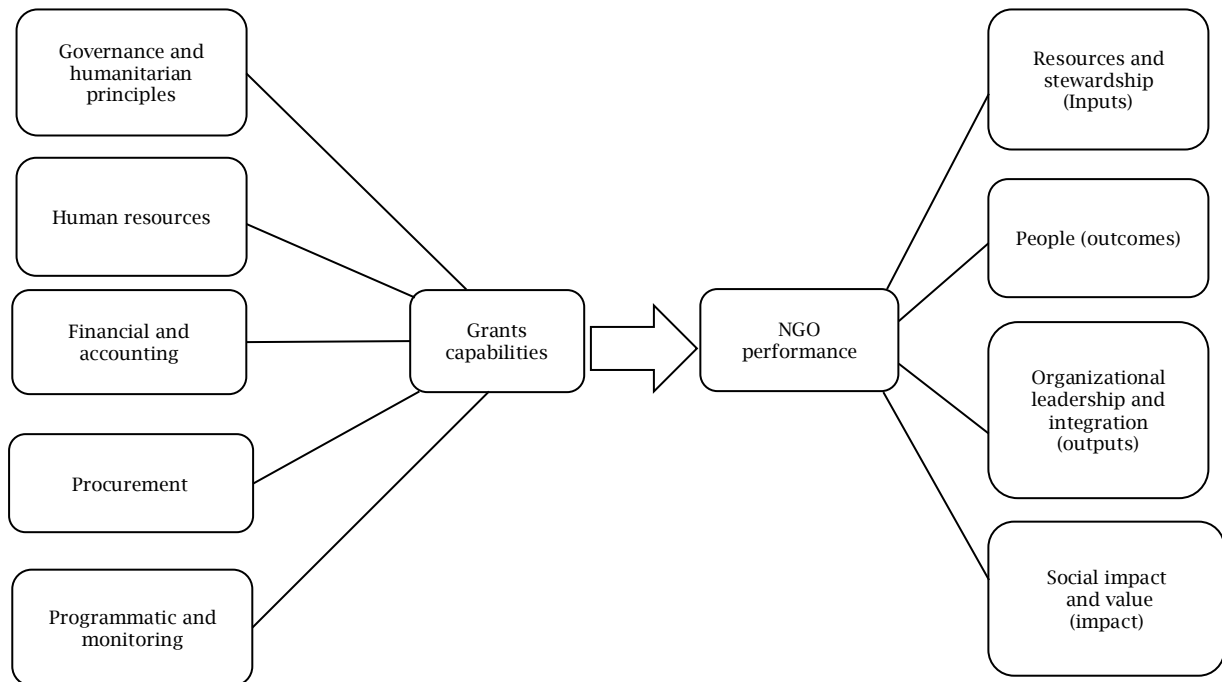 Governance and
humanitarian
principles
Human resources
Financial and
accounting
Procurement
Programmatic and
monitoring
Grants
capabilities
NGO
performance
Resources and
stewardship
(Inputs)
People (outcomes)
Organizational
leadership and
integration
(outputs)
Social impact
and value
(impact)